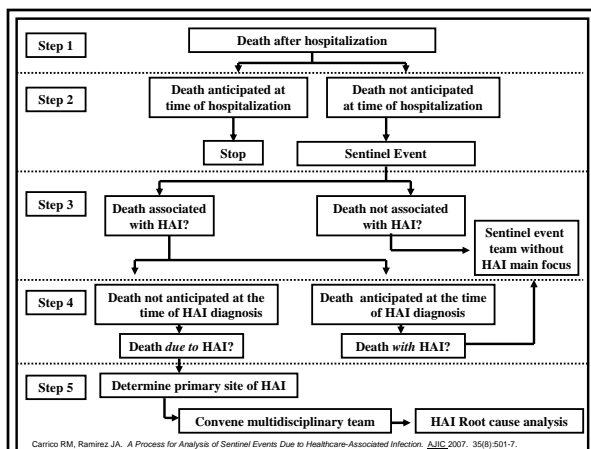 Step 1
Death after hospitalization
Step 2
Death anticipated at
time of hospitalization
Death not anticipated
at time of hospitalization
Stop
Sentinel Event
Step 3
Death associated
with HAI?
Death not associated
with HAI?
Sentinel event
team without
HAI main focus
Step 4
Death not anticipated at the
time of HAI diagnosis
Death anticipated at the time
of HAI diagnosis
Death due to HAI?
Death with HAI?
Step 5
Determine primary site of HAI
Convene multidisciplinary team
HAI Root cause analysis
Carrico RM, Ramirez JA. A Process for Analysis of Sentinel Events Due to Healthcare-Associated Infection. AJIC 2007. 35(8):501-7.